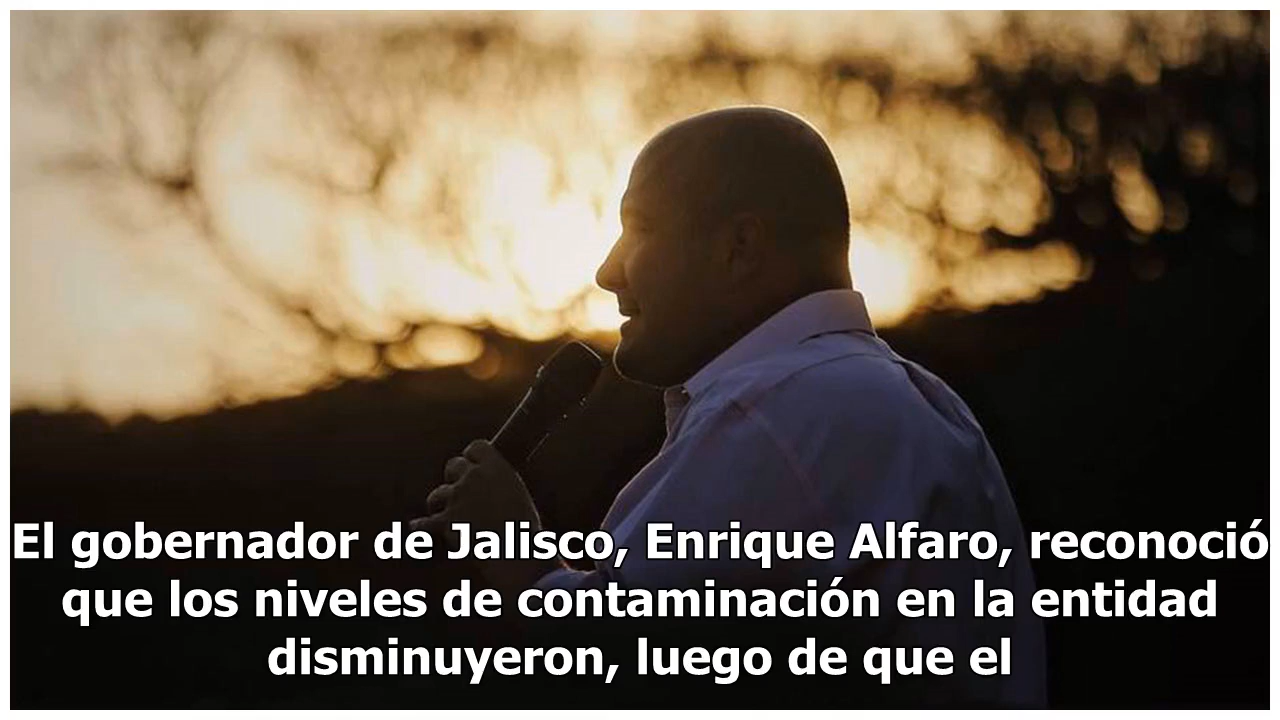 El gobernador de Jalisco, Enrique Alfaro, reconoció
que los niveles de contaminación en la entidad
disminuyeron, luego de que el